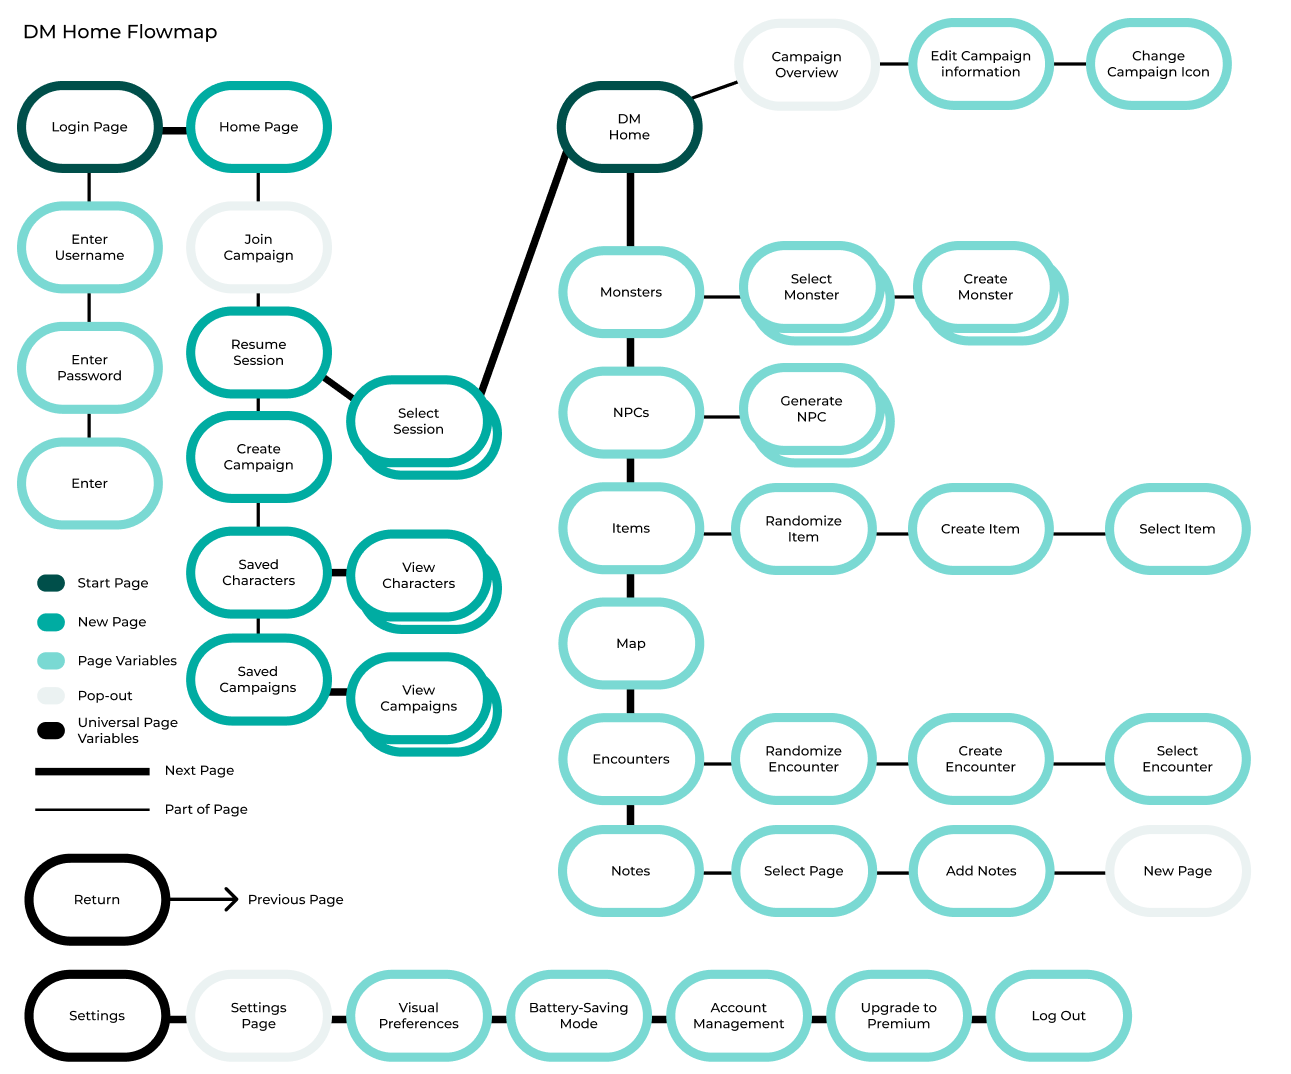 DM Home Flowmap
Login Page
Home Page
Enter
Username
Join
Campaign
Enter
Password
Resume
Session
Select
Session
Enter
Create
Campaign
Saved
Characters
View
Characters
Saved
Campaigns
View
Campaigns
Start Page
New Page
Page Variables
Pop-out
Universal Page
Variables
Next Page
Part of Page
Return
Previous Page
DM
Home
Campaign
Overview
Edit Campaign
information
Change
Campaign Icon
Monsters
Select
Monster
Create
Monster
NPCs
Generate
NPC
Items
Randomize
Item
Create Item
Select Item
Map
Encounters
Randomize
Encounter
Create
Encounter
Select
Encounter
Notes
Select Page
Add Notes
New Page
Settings
Settings
Page
Visual
Preferences
Battery-Saving
Mode
Account
Management
Upgrade to
Premium
Log Out